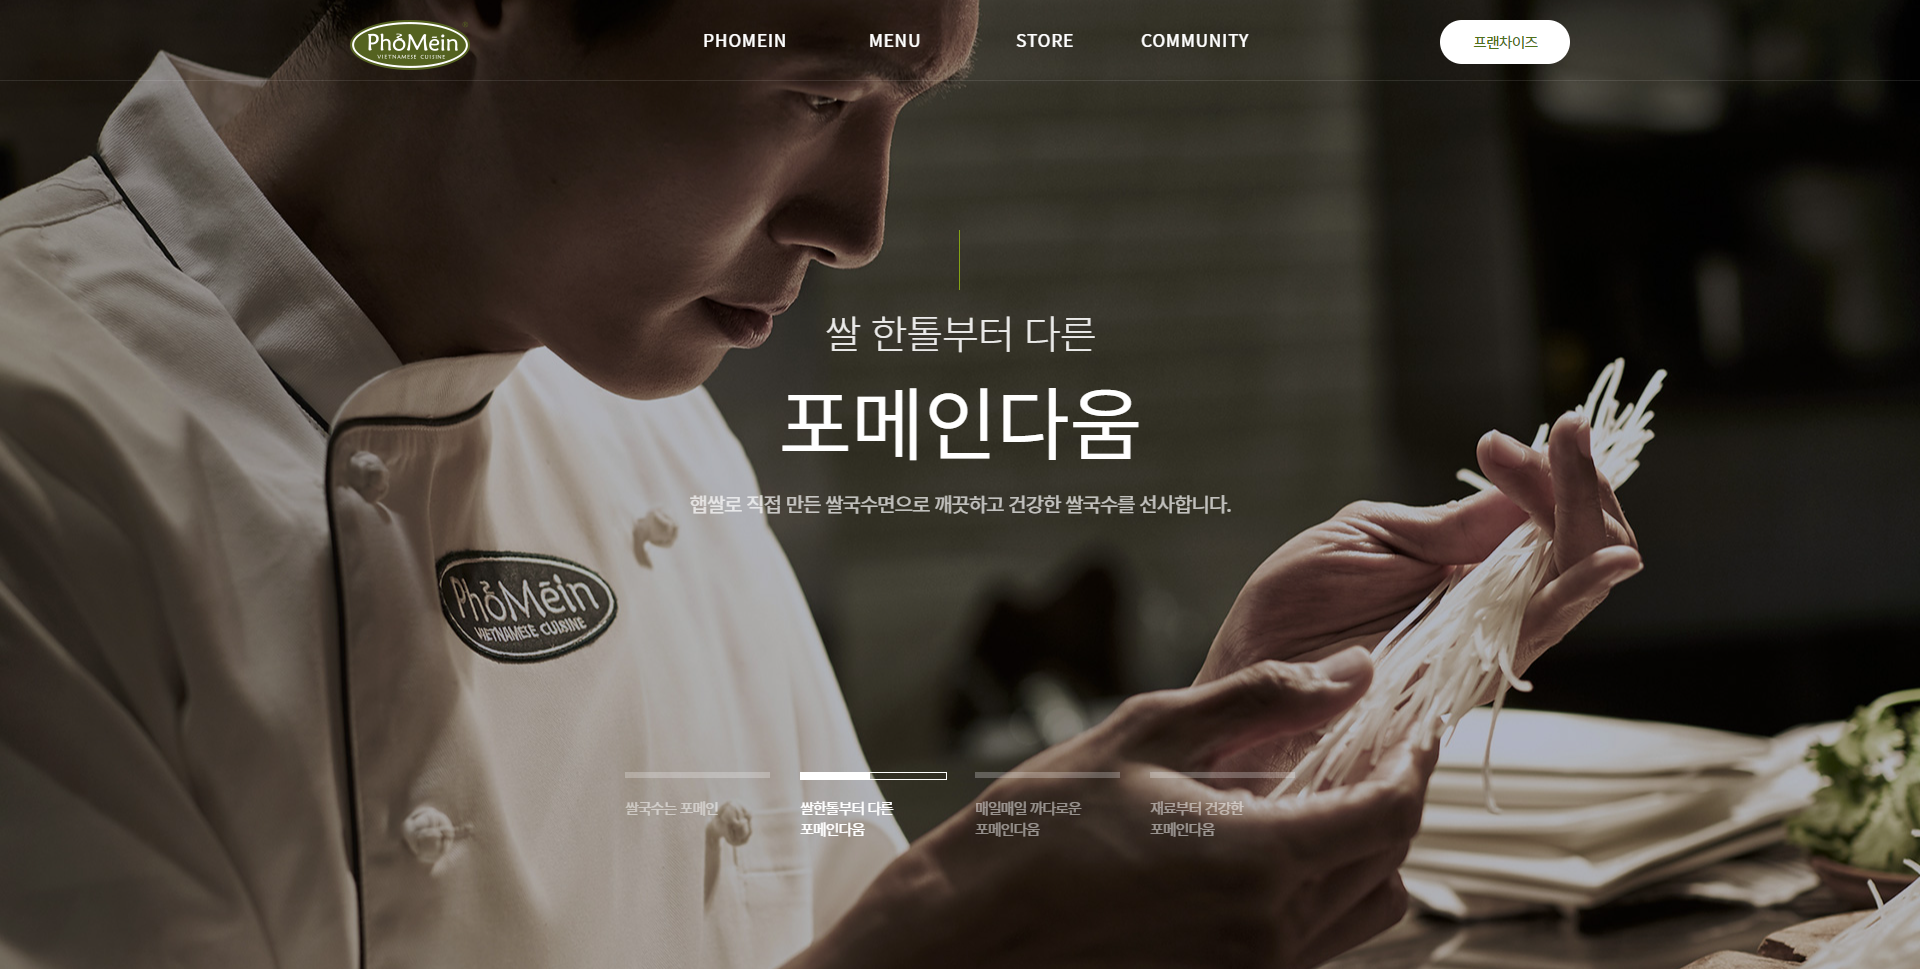 PhỏMein
VIETNAMESE CUISINE
PHOMEIN
MENU
STORE
COMMUNITY
프랜차이즈
쌀 한톨부터 다른
포메인다움
햅쌀로 직접 만든 쌀국수면으로 깨끗하고 건강한 쌀국수를 선사합니다.
PhỏMēin
VIETNAMESE CUISINE
쌀국수는 포메인
쌀한톨부터 다른
포메인다움
매일매일 까다로운
포메인다움
재료부터 건강한
포메인다움